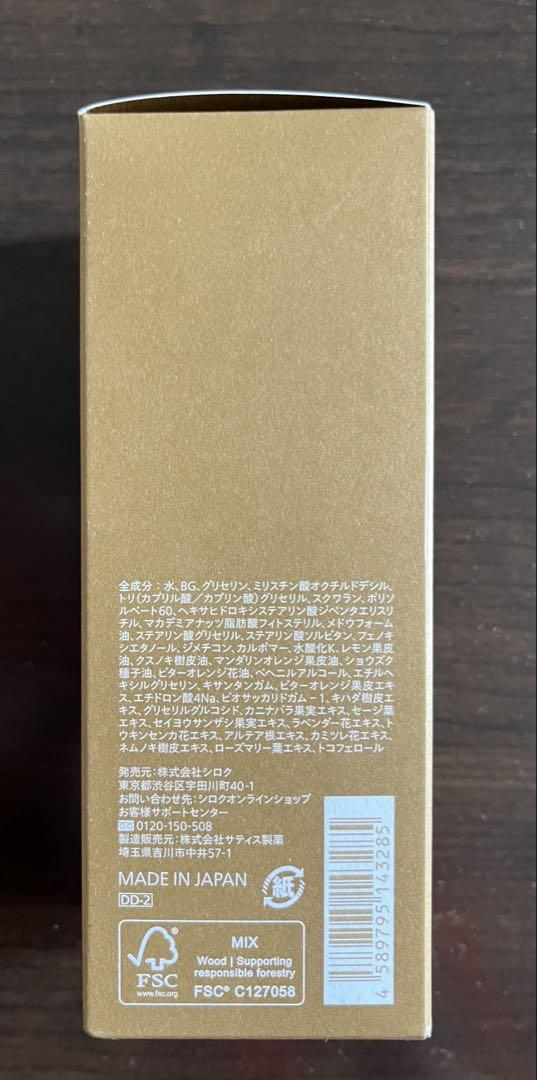 全成分：水、BG、グリセリン、ミリスチン酸オクチルドデシル、
トリ(カプリル酸／カプリン酸)グリセリル、スクワラン、ポリソ
ルベート60、ヘキサヒドロキシステアリン酸ジペンタエリスリ
チル、マカデミアナッツ脂肪酸フィトステリル、メドウフォーム
油、ステアリン酸グリセリル、ステアリン酸ソルビタン、フェノキ
シエタノール、ジメチコン、カルボマー、水酸化K、レモン果皮
油、クスノキ樹皮油、マンダリンオレンジ果皮油、ショウズク
種子油、ビターオレンジ花油、ベヘニルアルコール、エチルヘ
キシルグリセリン、キサンタンガム、ビターオレンジ果皮エキ
ス、エチドロン酸4Na、ビオサッカリドガム－1、キハダ樹皮エ
キス、グリセリルグルコシド、カニナバラ果実エキス、セージ葉
エキス、セイヨウサンザシ果実エキス、ラベンダー花エキス、ト
ウキンセンカ花エキス、アルテア根エキス、カミツレ花エキス、
ネムノキ樹皮エキス、ローズマリー葉エキス、トコフェロール
発売元：株式会社シロク
東京都渋谷区宇田川町40-1
お問い合わせ先：シロクオンラインショップ
お客様サポートセンター
0120-150-508
製造販売元：株式会社サティス製薬
埼玉県吉川市中井57-1
MADE IN JAPAN
紙
DD-2
FSC
www.fsc.org
MIX
Wood | Supporting
responsible forestry
FSC® C127058
4 589795 143285